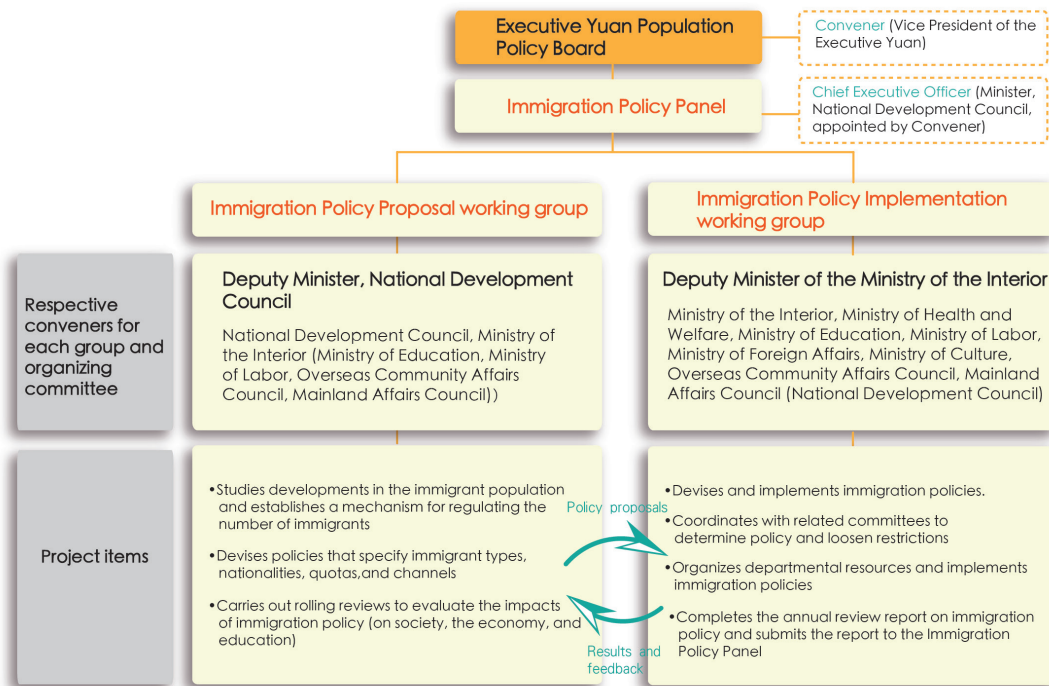 Executive Yuan Population
Policy Board
Convener (Vice President of the
Executive Yuan)
Immigration Policy Panel
Chief Executive Officer (Minister,
National Development Council,
appointed by Convener)
Immigration Policy Proposal working group
Immigration Policy Implementation
working group
Respective
conveners for
each group and
organizing
committee
Deputy Minister, National Development
Council
National Development Council, Ministry of
the Interior (Ministry of Education, Ministry
of Labor, Overseas Community Affairs
Council, Mainland Affairs Council))
Deputy Minister of the Ministry of the Interior
Ministry of the Interior, Ministry of Health and
Welfare, Ministry of Education, Ministry of Labor,
Ministry of Foreign Affairs, Ministry of Culture,
Overseas Community Affairs Council, Mainland
Affairs Council (National Development Council)
Project items
•Studies developments in the immigrant population
and establishes a mechanism for regulating the
number of immigrants
•Devises policies that specify immigrant types,
nationalities, quotas,and channels
•Carries out rolling reviews to evaluate the impacts
of immigration policy (on society, the economy, and
education)
Policy proposals
Results and
feedback
•Devises and implements immigration policies.
•Coordinates with related committees to
determine policy and loosen restrictions
•Organizes departmental resources and implements
immigration policies
•Completes the annual review report on immigration
policy and submits the report to the Immigration
Policy Panel